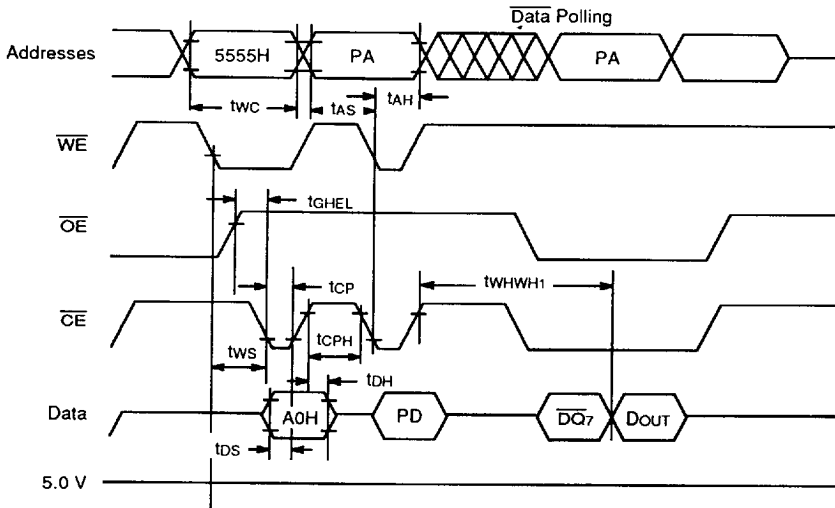 Data Polling
Addresses 5555H PA PA
tWC tAS tAH
WE
tGHEL
OE
tCP tWHWH1
CE
tWS tCPH
tDH
Data A0H PD DQ7 DOUT
tDS
5.0 V